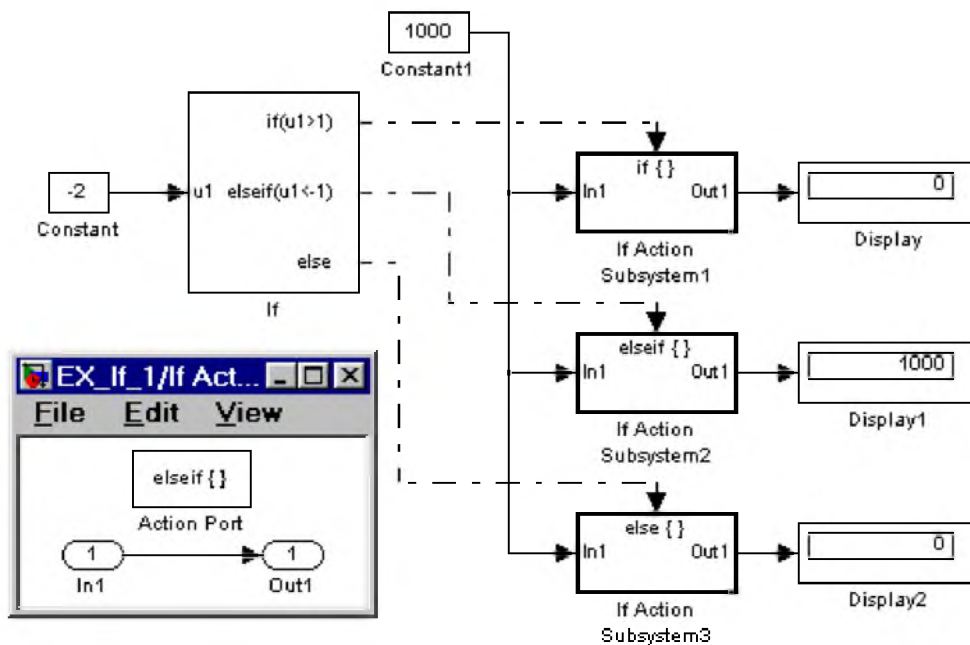 1000
Constant1
if(u1>1)
if { }
-2
u1
elseif(u1<-1)
In1
Out1
0
Constant
else
If Action
Subsystem1
Display
If
elseif { }
In1
Out1
1000
If Action
Subsystem2
Display1
EX_If_1/If Act...
File Edit View
elseif { }
Action Port
1
1
In1
Out1
else { }
In1
Out1
0
If Action
Subsystem3
Display2